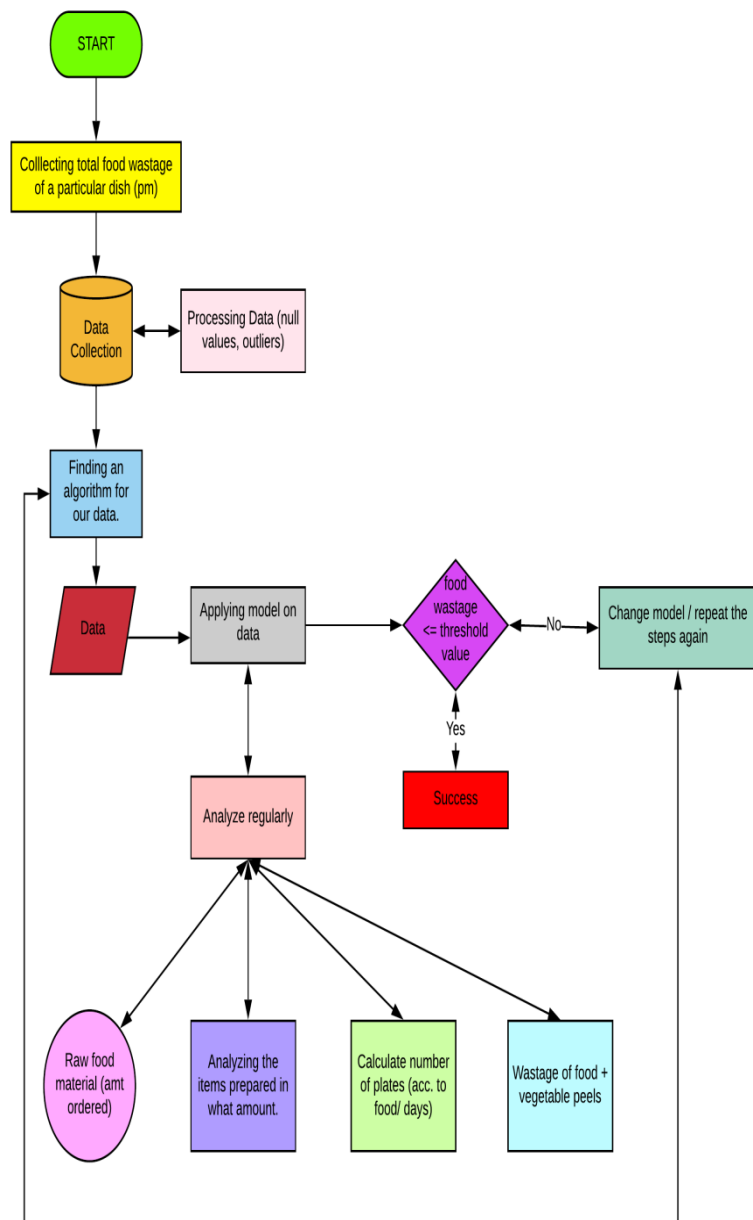 START
Colllecting total food wastage
of a particular dish (pm)
Data
Collection
Processing Data (null
values, outliers)
Finding an
algorithm for
our data.
Data
Applying model on
data
food
wastage
<= threshold
value
No
Change model / repeat the
steps again
Yes
Success
Analyze regularly
Raw food
material (amt
ordered)
Analyzing the
items prepared in
what amount.
Calculate number
of plates (acc. to
food/ days)
Wastage of food +
vegetable peels